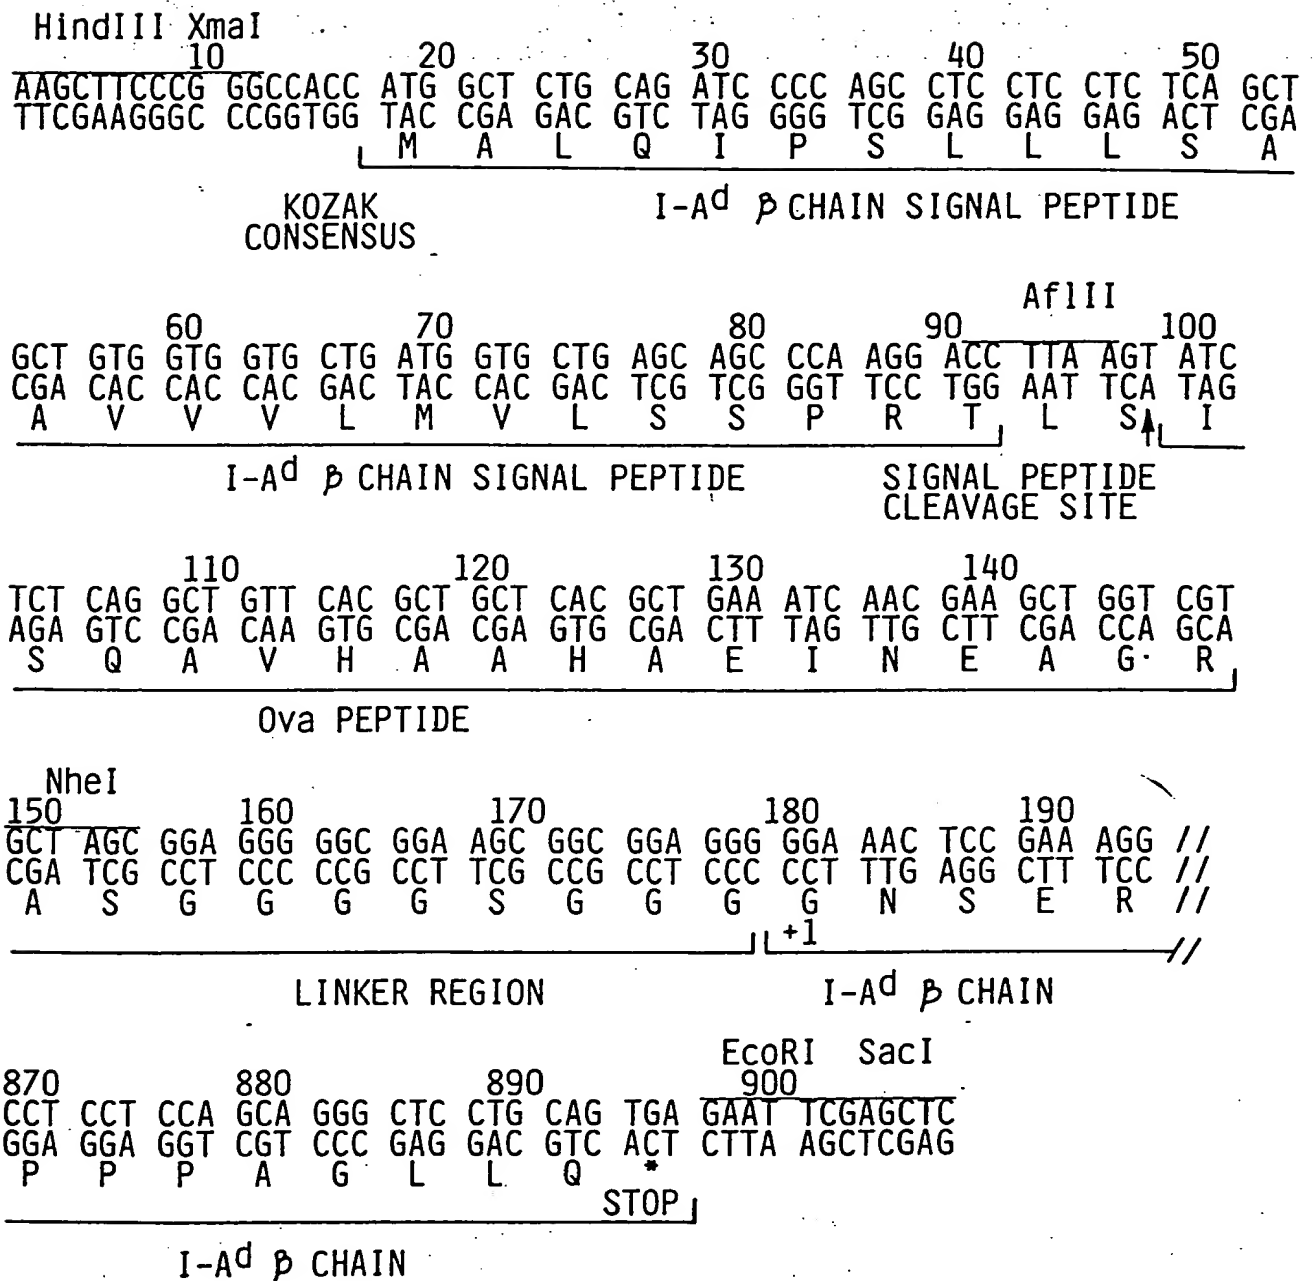 HindIII XmaI
10 20 30 40 50
AAGCTTCCCG GGCCACC ATG GCT CTG CAG ATC CCC AGC CTC CTC CTC TCA GCT
TTCGAAGGGC CCGGTGG TAC CGA GAC GTC TAG GGG TCG GAG GAG GAG ACT CGA
M A L Q I P S L L L S A
KOZAK CONSENSUS
I-Ad β CHAIN SIGNAL PEPTIDE
AflII
60 70 80 90 100
GCT GTG GTG GTG CTG ATG GTG CTG AGC AGC CCA AGG ACC TTA AGT ATC
CGA CAC CAC CAC GAC TAC CAC GAC TCG TCG GGT TCC TGG AAT TCA TAG
A V V V L M V L S S P R T L S I
I-Ad β CHAIN SIGNAL PEPTIDE
SIGNAL PEPTIDE
CLEAVAGE SITE
110 120 130 140
TCT CAG GCT GTT CAC GCT GCT CAC GCT GAA ATC AAC GAA GCT GGT CGT
AGA GTC CGA CAA GTG CGA CGA GTG CGA CTT TAG TTG CTT CGA CCA GCA
S Q A V H A A H A E I N E A G R
Ova PEPTIDE
NheI
150 160 170 180 190
GCT AGC GGA GGG GGC GGA AGC GGC GGA GGG GGA AAC TCC GAA AGG //
CGA TCG CCT CCC CCG CCT TCG CCG CCT CCC CCT TTG AGG CTT TCC //
A S G G G G S G G G G N S E R //
+1
LINKER REGION I-Ad β CHAIN
EcoRI SacI
870 880 890 900
CCT CCT CCA GCA GGG CTC CTG CAG TGA GAAT TCGAGCTC
GGA GGA GGT CGT CCC GAG GAC GTC ACT CTTA AGCTCGAG
P P P A G L L Q *
STOP
I-Ad β CHAIN